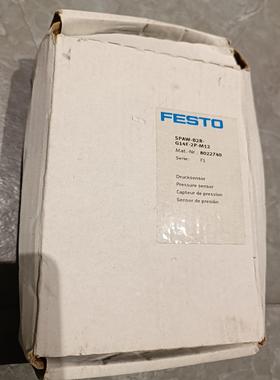 FESTO
SPAW-B2R-
G14F-2P-M12
Mat.-Nr.: 8022740
Serie: F1
Drucksensor
Pressure sensor
Capteur de pression
Sensor de presión